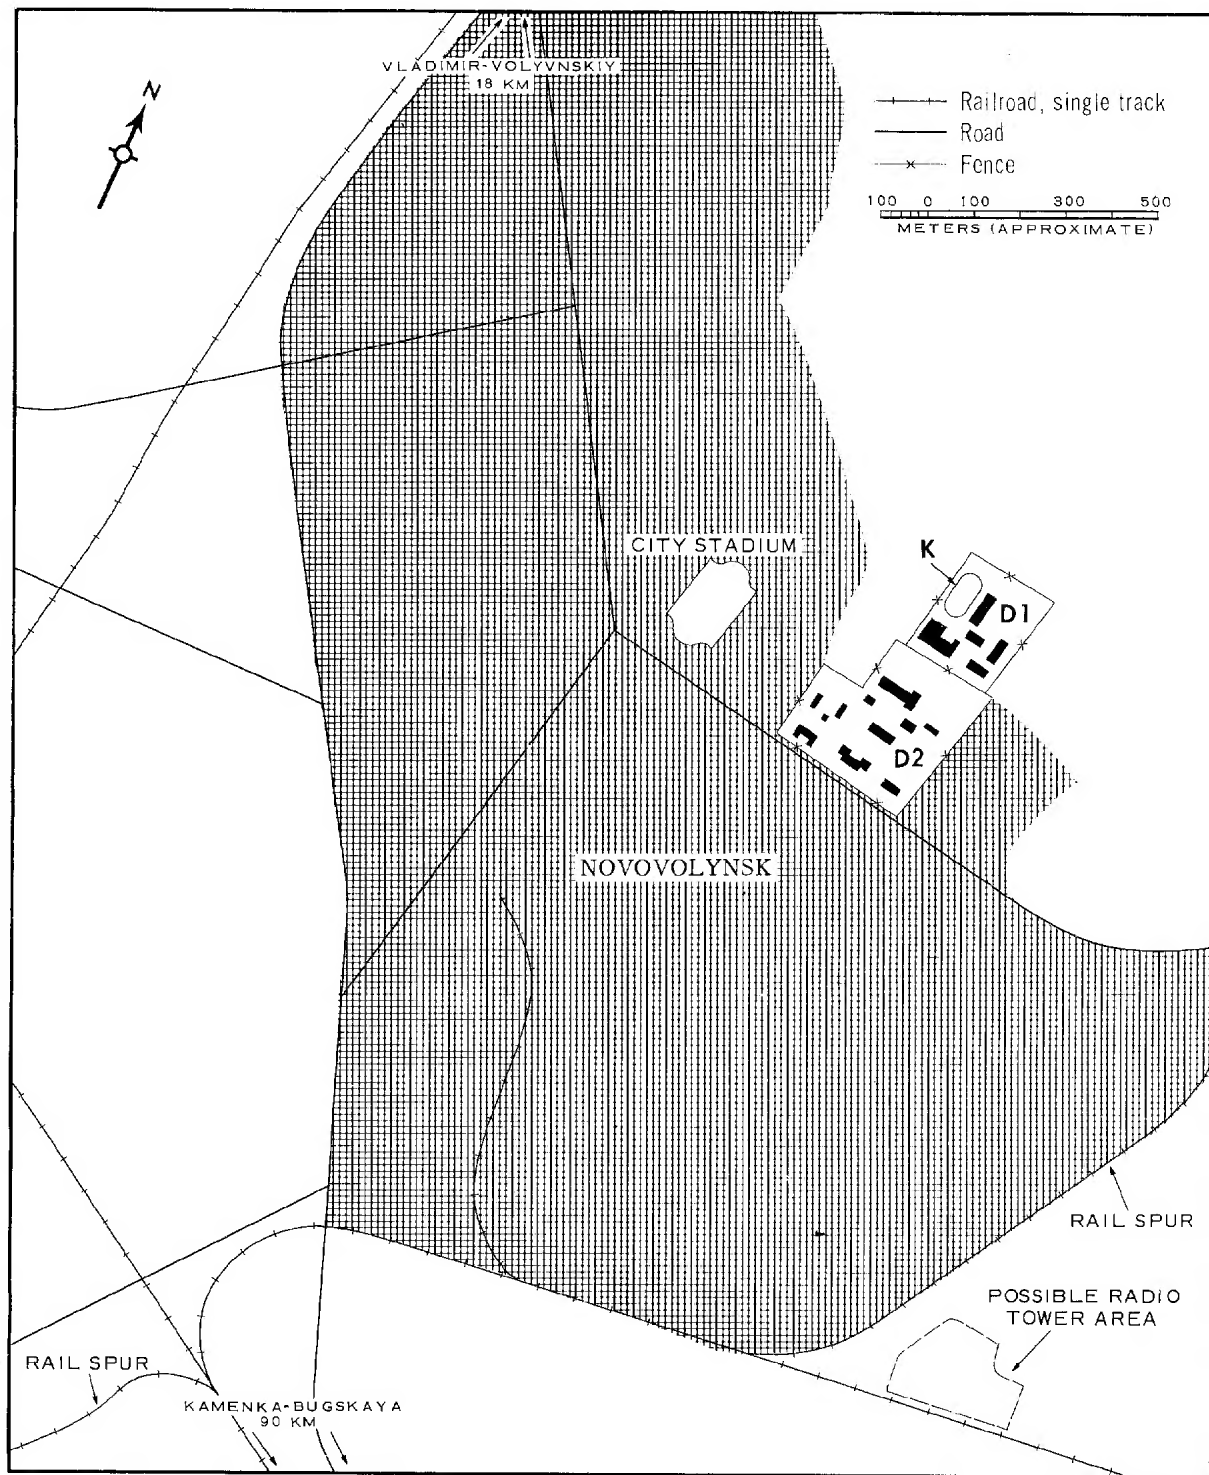 VLADIMIR-VOLYVNSKIY
18 KM
N
Railroad, single track
Road
Fence
100 0 100 300 500
METERS (APPROXIMATE)
CITY STADIUM
K
D1
D2
NOVOVOLYNSK
RAIL SPUR
POSSIBLE RADIO
TOWER AREA
RAIL SPUR
KAMENKA-BUGSKAYA
90 KM